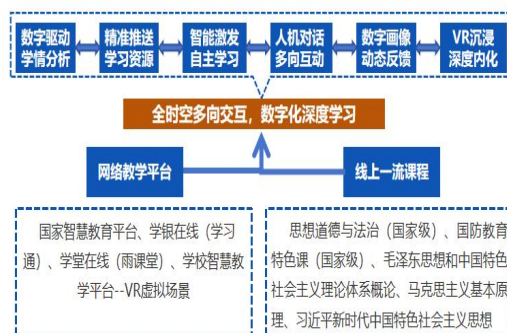 数字驱动
学情分析
精准推送
学习资源
智能激发
自主学习
人机对话
多向互动
数字画像
动态反馈
VR沉浸
深度内化
全时空多向交互，数字化深度学习
网络教学平台
线上一流课程
国家智慧教育平台、学银在线（学习
通）、学堂在线（雨课堂）、学校智慧教
学平台--VR虚拟场景
思想道德与法治（国家级）、国防教育
特色课（国家级）、毛泽东思想和中国特色
社会主义理论体系概论、马克思主义基本原
理、习近平新时代中国特色社会主义思想